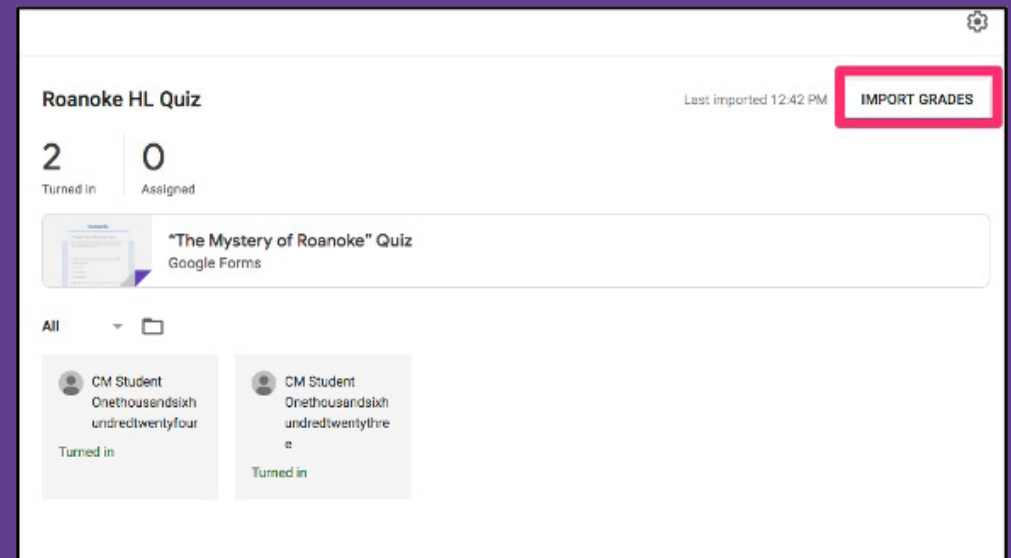 Roanoke HL Quiz
Last imported 12:42 PM
IMPORT GRADES
2
Turned in
0
Assigned
“The Mystery of Roanoke” Quiz
Google Forms
All
CM Student
Onethousandsixh
undredtwentyfour
Turned in
CM Student
Onethousandsixh
undredtwentythre
e
Turned in